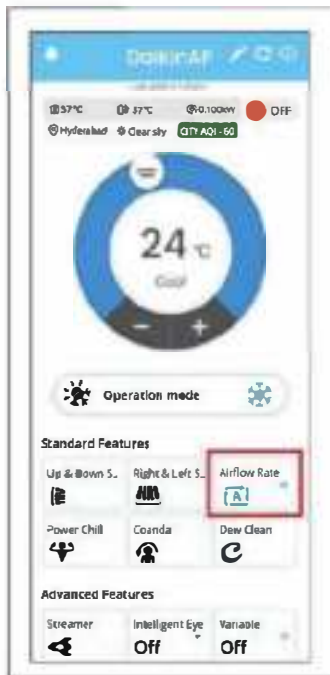 DaikinAP
37°C 37°C 0.100kW OFF
Hyderabad Clear sky CITY AQI - 60
24 °C
Cool
- +
Operation mode
Standard Features
Up & Down S.. Right & Left S.. Airflow Rate
A
Power Chill Coanda Dew Clean
Advanced Features
Streamer Intelligent Eye Variable
Off Off